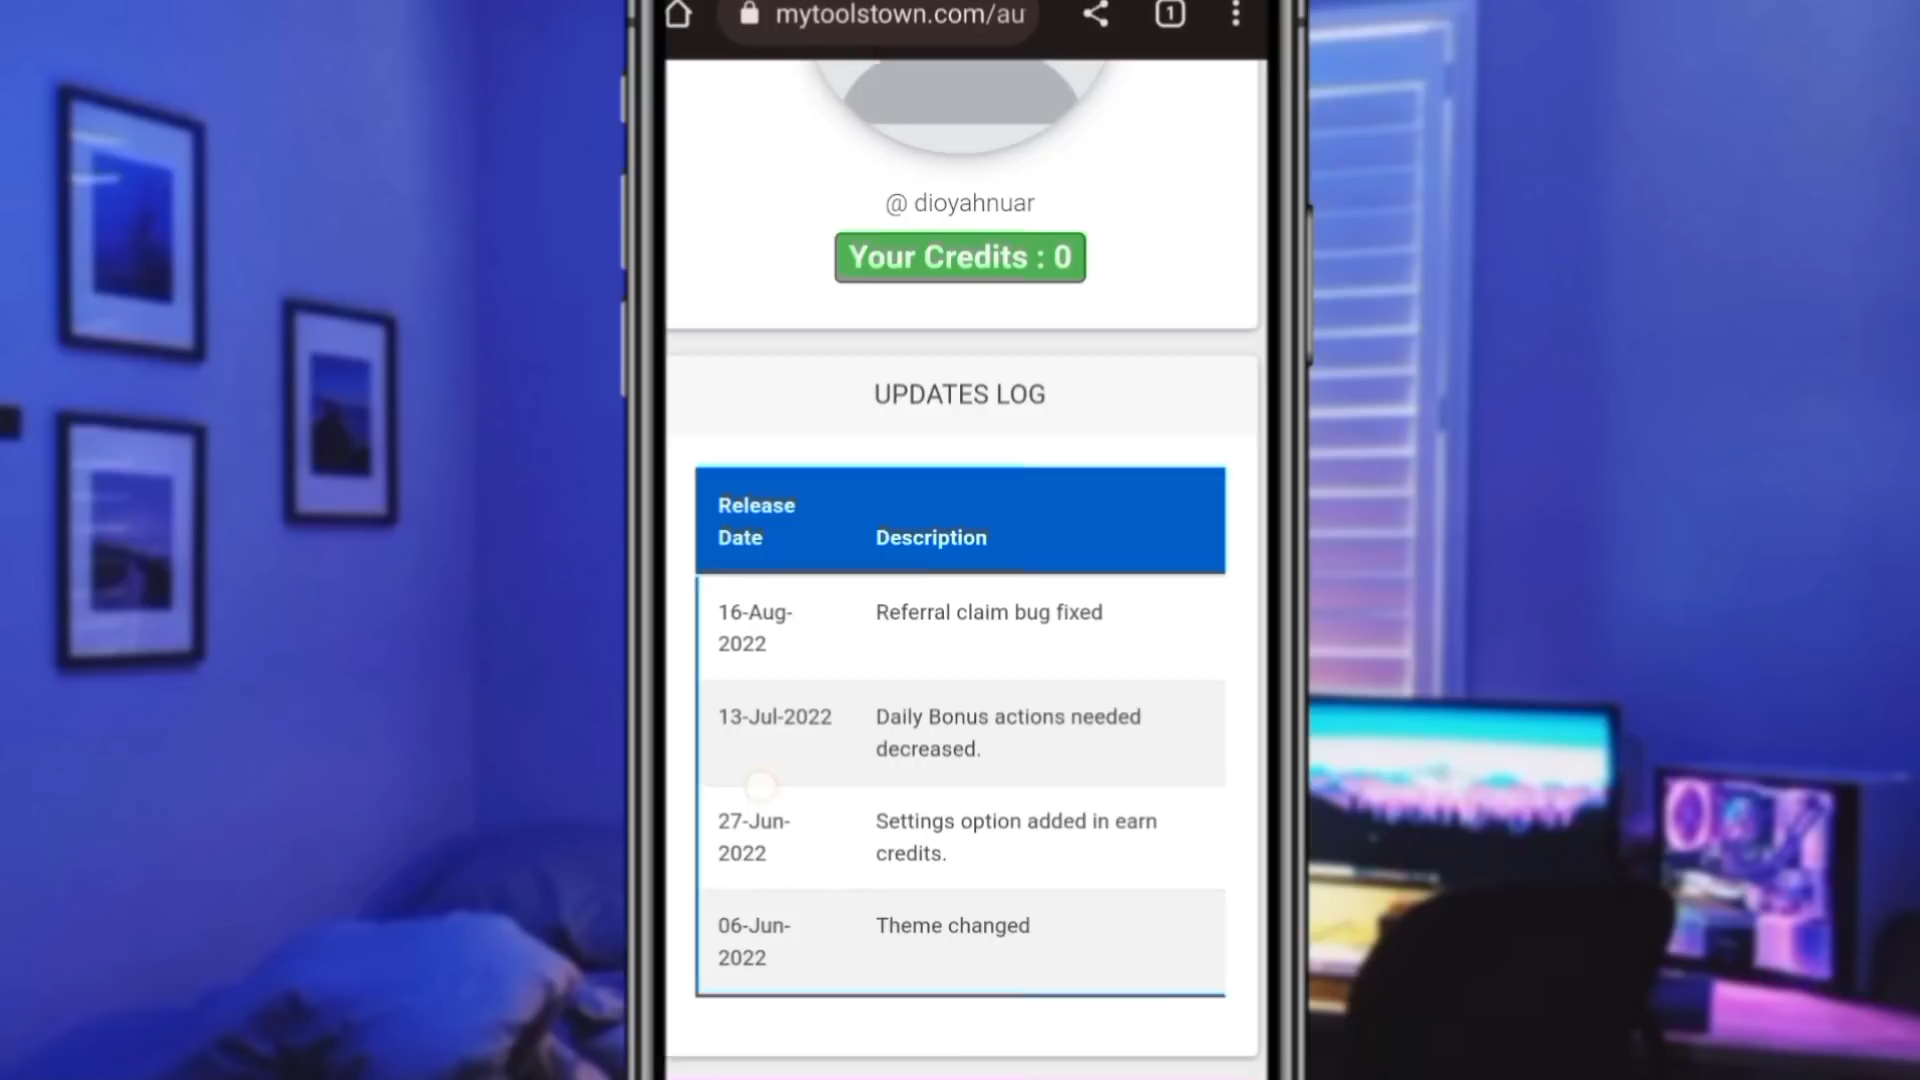 mytoolstown.com/au
1
@ dioyahnuar
Your Credits : 0
UPDATES LOG
Release
Date
Description
16-Aug-
2022
Referral claim bug fixed
13-Jul-2022
Daily Bonus actions needed
decreased.
27-Jun-
2022
Settings option added in earn
credits.
06-Jun-
2022
Theme changed